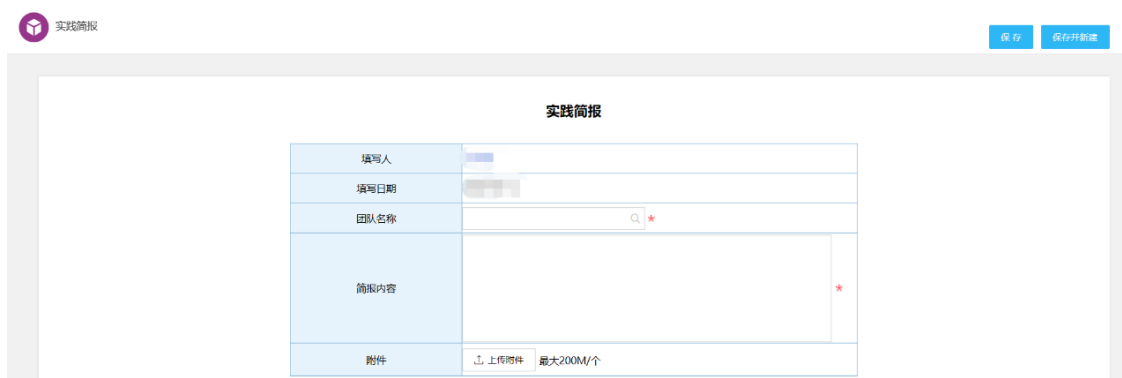 实践简报
保存 保存并新建
实践简报
填写人
填写日期
团队名称 *
简报内容 *
附件 上传附件 最大200M/个